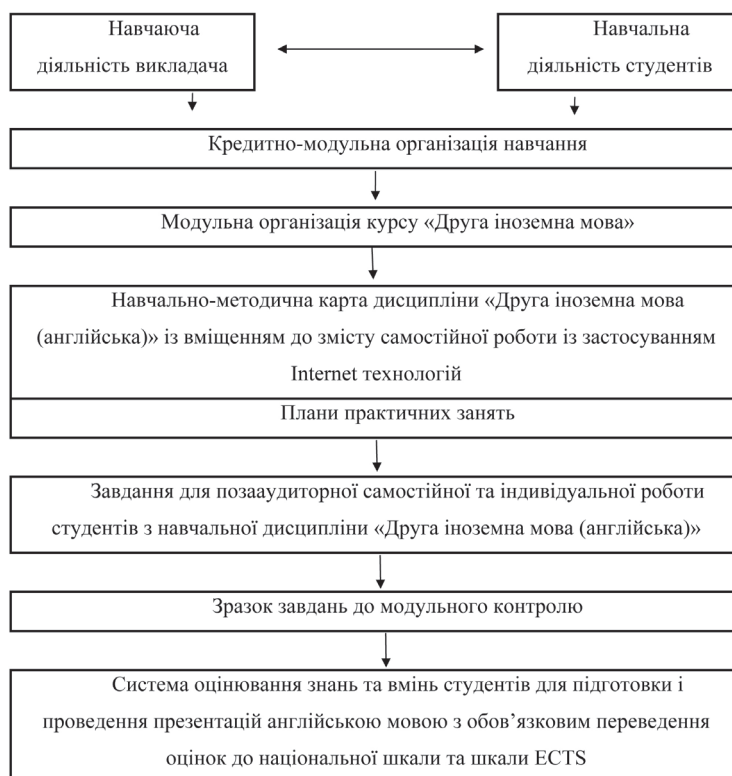 Навчаюча
діяльність викладача
Навчальна
діяльність студентів
Кредитно-модульна організація навчання
Модульна організація курсу «Друга іноземна мова»
Навчально-методична карта дисципліни «Друга іноземна мова
(англійська)» із вміщенням до змісту самостійної роботи із застосуванням
Internet технологій
Плани практичних занять
Завдання для позааудиторної самостійної та індивідуальної роботи
студентів з навчальної дисципліни «Друга іноземна мова (англійська)»
Зразок завдань до модульного контролю
Система оцінювання знань та вмінь студентів для підготовки і
проведення презентацій англійською мовою з обов’язковим переведення
оцінок до національної шкали та шкали ECTS